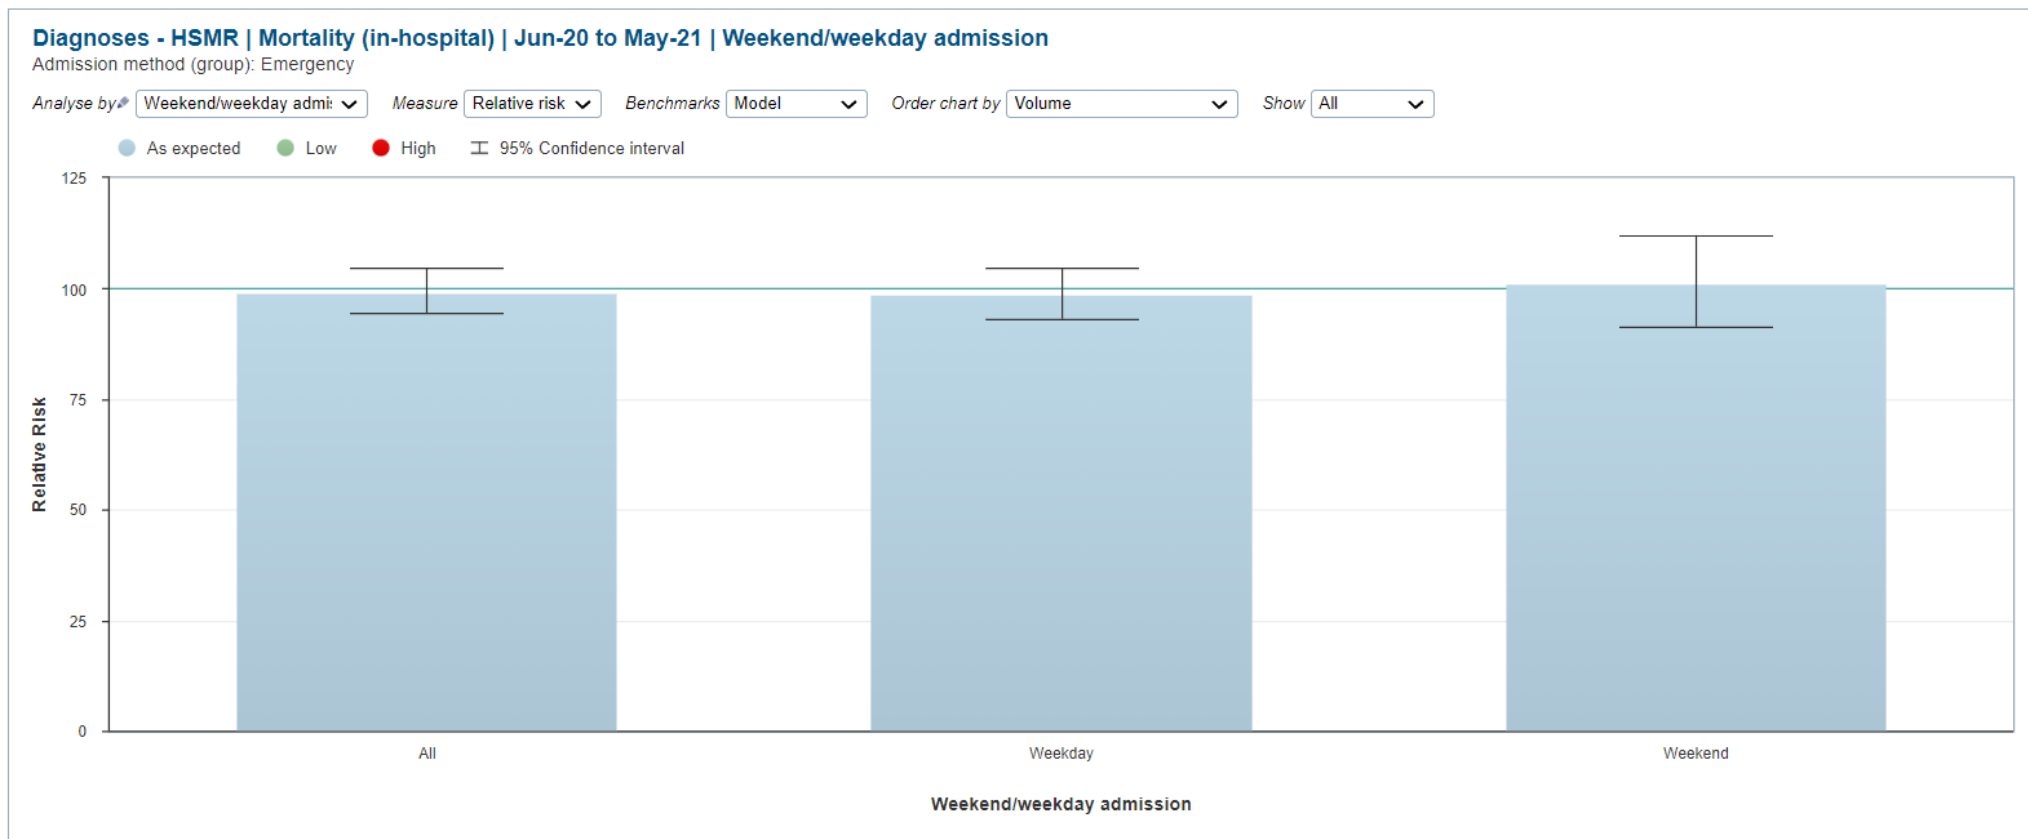 Diagnoses - HSMR | Mortality (in-hospital) | Jun-20 to May-21 | Weekend/weekday admission
Admission method (group): Emergency
Analyse by Weekend/weekday admi: Measure Relative risk Benchmarks Model Order chart by Volume Show All
As expected Low High 95% Confidence interval
125
100
75
50
25
0
Relative Risk
All Weekday Weekend
Weekend/weekday admission